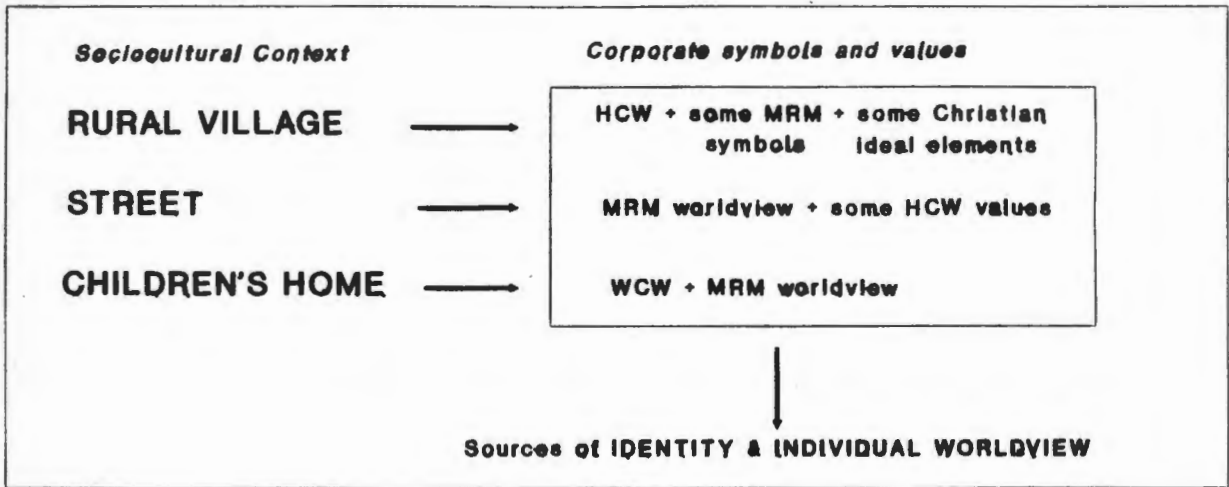 Sociocultural Context
Corporate symbols and values
RURAL VILLAGE
HCW + some MRM + some Christian
symbols ideal elements
STREET
MRM worldview + some HCW values
CHILDREN'S HOME
WCW + MRM worldview
Sources of IDENTITY & INDIVIDUAL WORLDVIEW